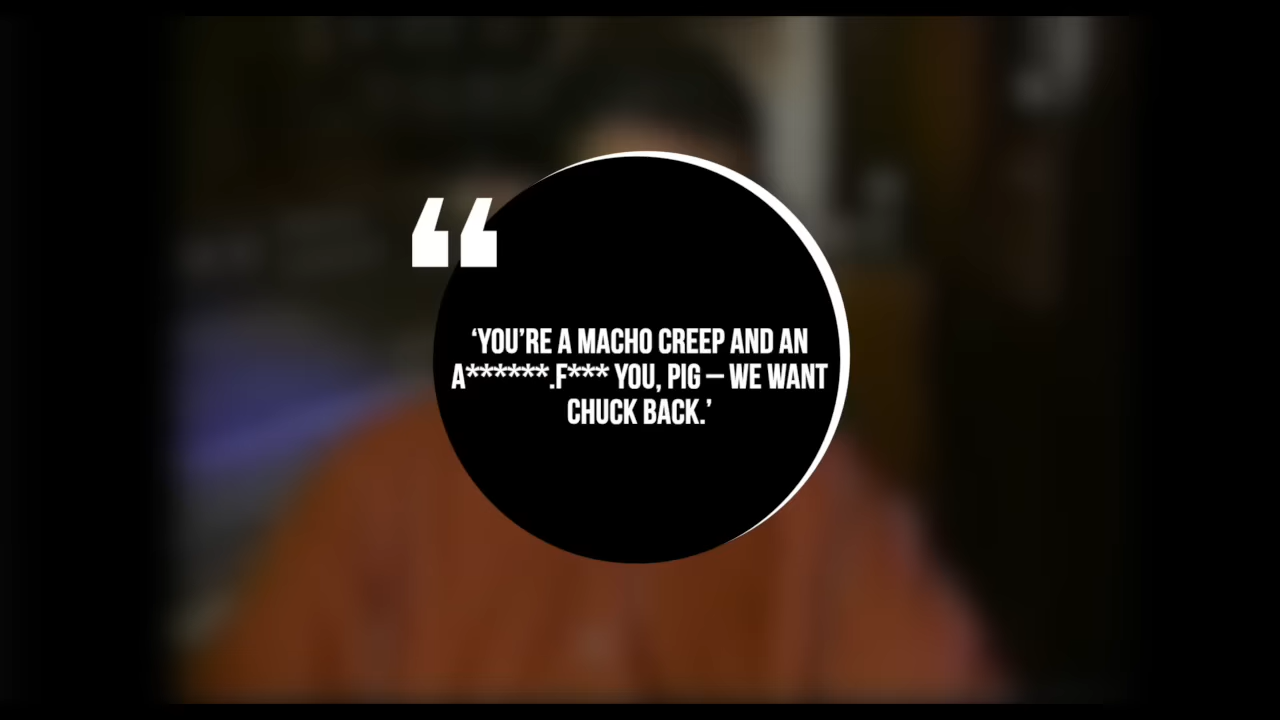 “
‘YOU’RE A MACHO CREEP AND AN
A******.F*** YOU, PIG – WE WANT
CHUCK BACK.’